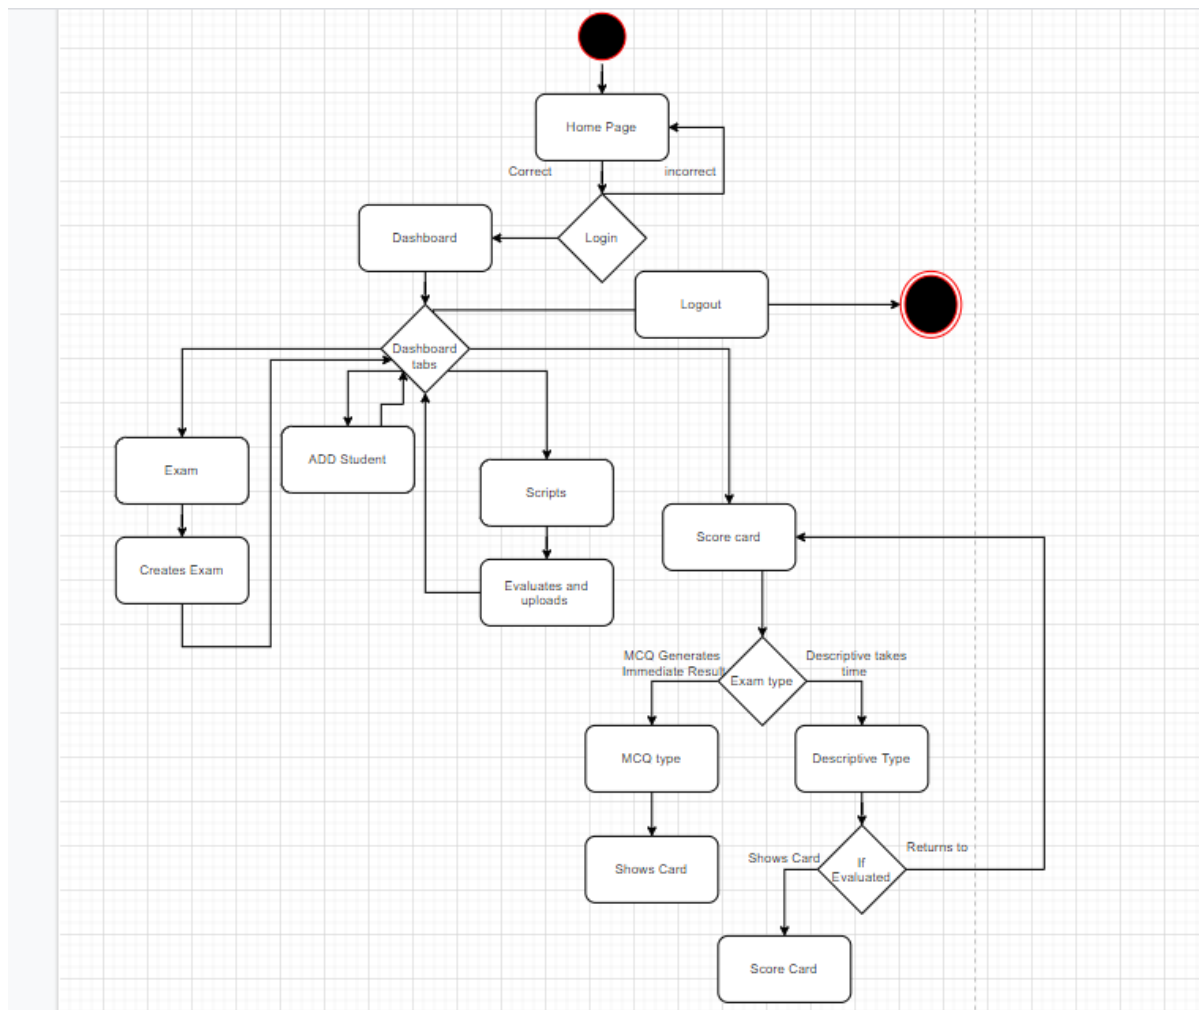 Home Page
Correct
incorrect
Dashboard
Login
Logout
Dashboard
tabs
ADD Student
Exam
Scripts
Score card
Creates Exam
Evaluates and
uploads
MCQ Generates
Immediate Result
Descriptive takes
time
Exam type
MCQ type
Descriptive Type
Shows Card
Shows Card
If
Evaluated
Returns to
Score Card